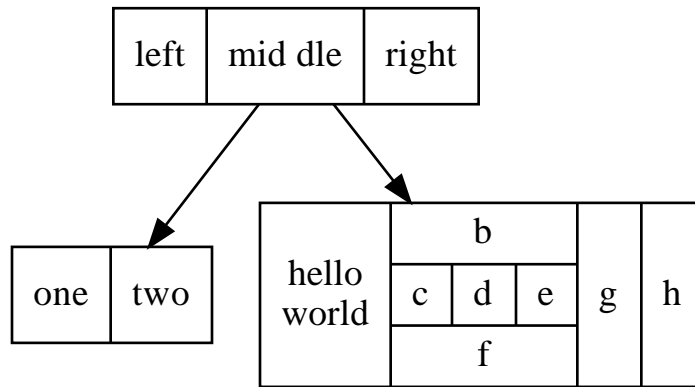 left mid dle right
one two
hello
world
b
c d e
f
g
h